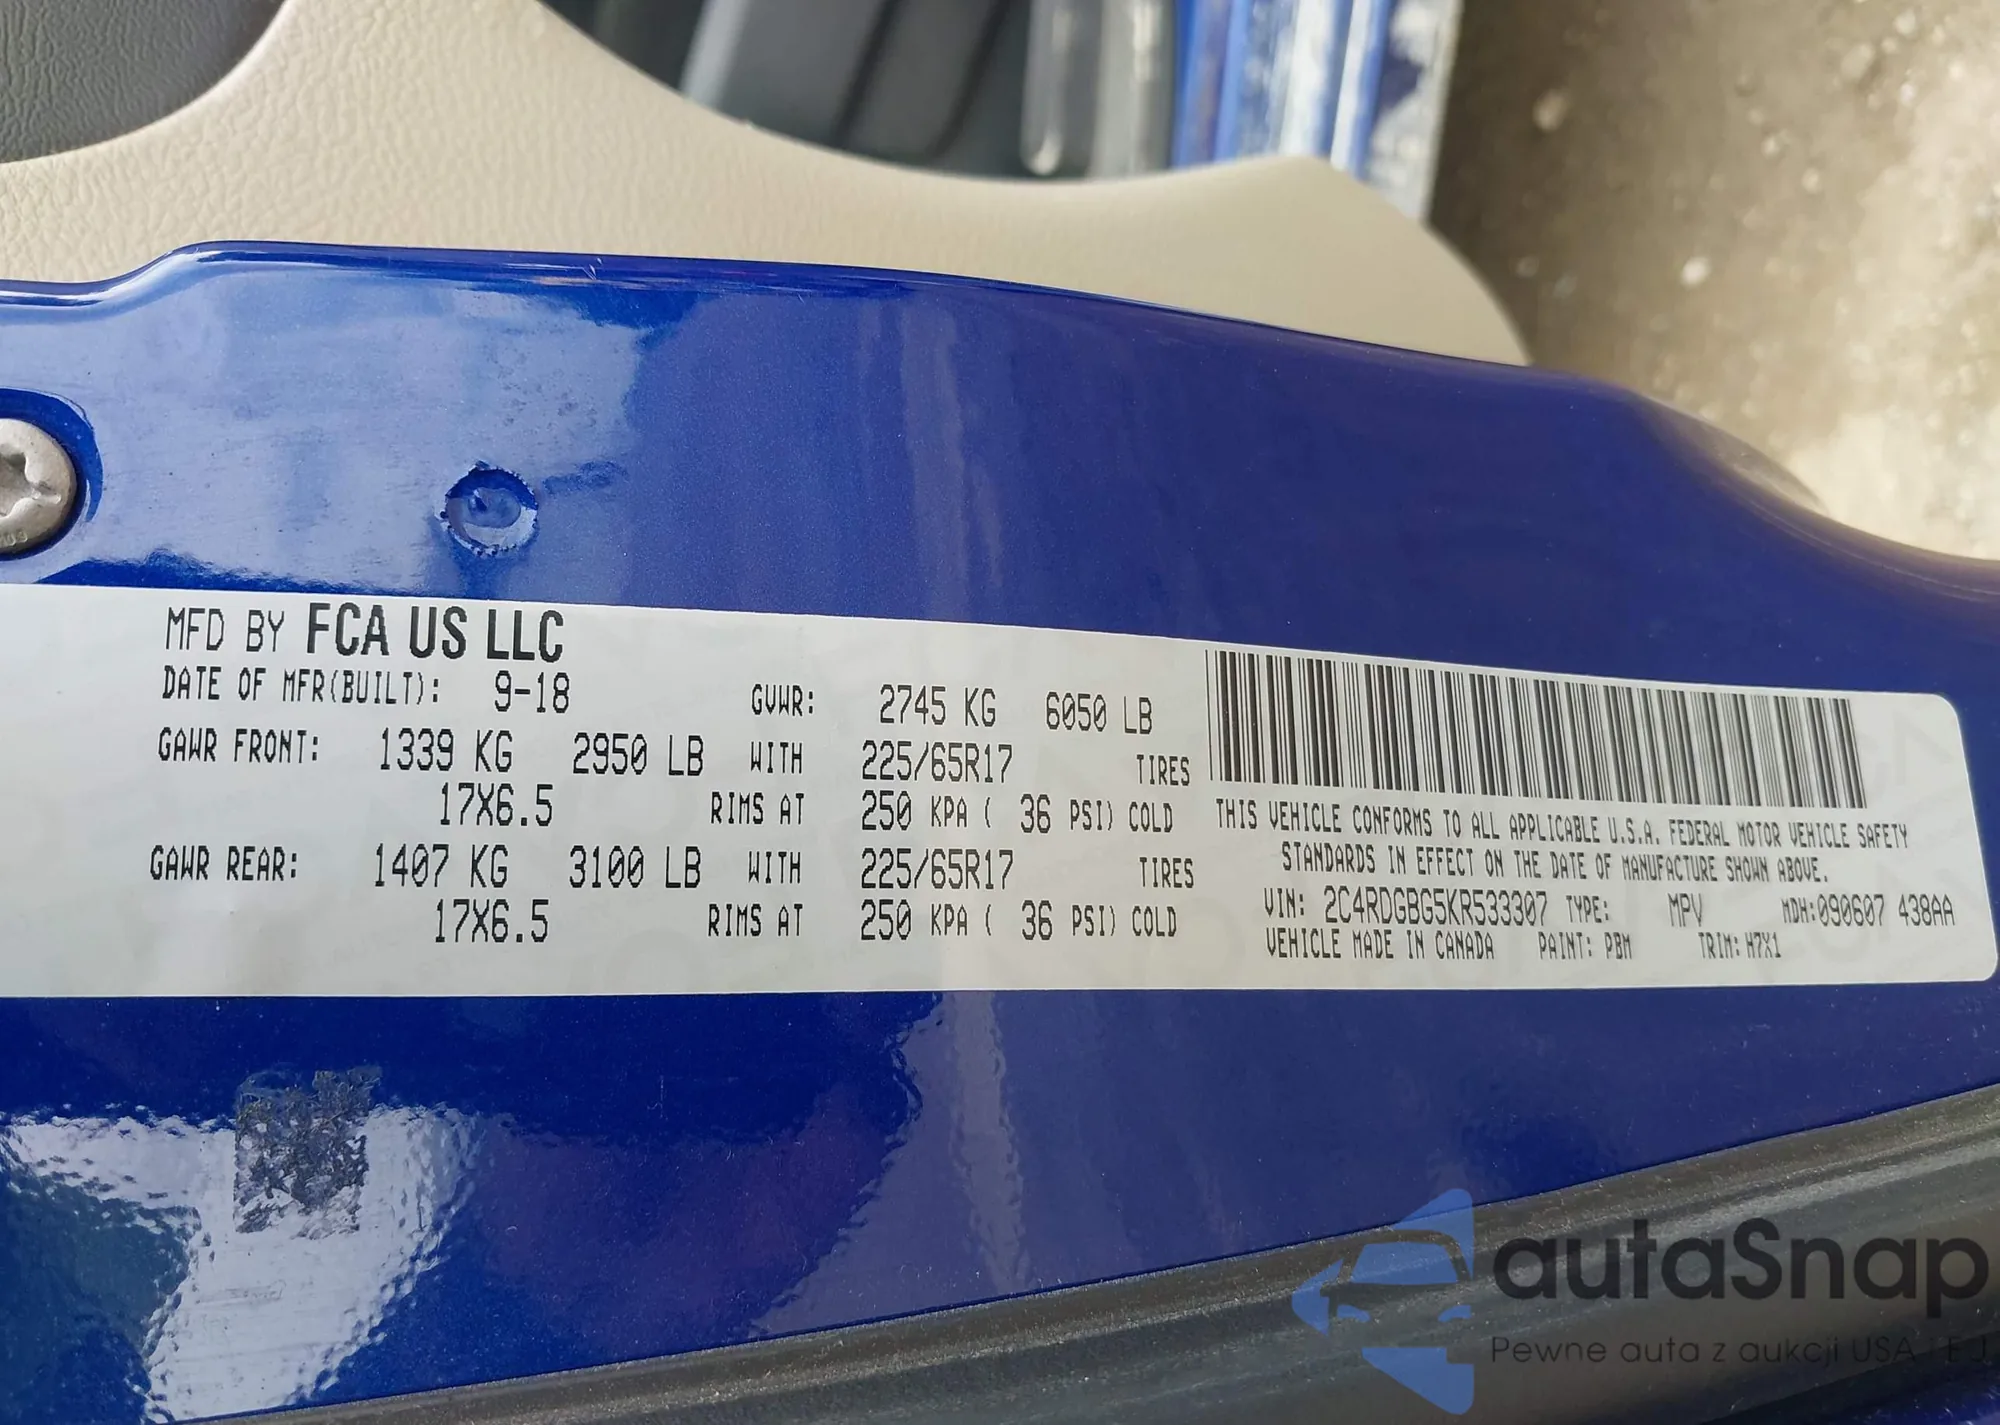 MFD BY FCA US LLC
DATE OF MFR(BUILT): 9-18 GVWR: 2745 KG 6050 LB
GAWR FRONT: 1339 KG 2950 LB WITH 225/65R17 TIRES
17X6.5 RIMS AT 250 KPA ( 36 PSI) COLD
GAWR REAR: 1407 KG 3100 LB WITH 225/65R17 TIRES
17X6.5 RIMS AT 250 KPA ( 36 PSI) COLD
THIS VEHICLE CONFORMS TO ALL APPLICABLE U.S.A. FEDERAL MOTOR VEHICLE SAFETY
STANDARDS IN EFFECT ON THE DATE OF MANUFACTURE SHOWN ABOVE.
VIN: 2C4RDGBG5KR533307 TYPE: MPV MDH:090607 438AA
VEHICLE MADE IN CANADA PAINT: PBM TRIM: H7X1
autaSnap
Pewne auta z aukcji USA i EU